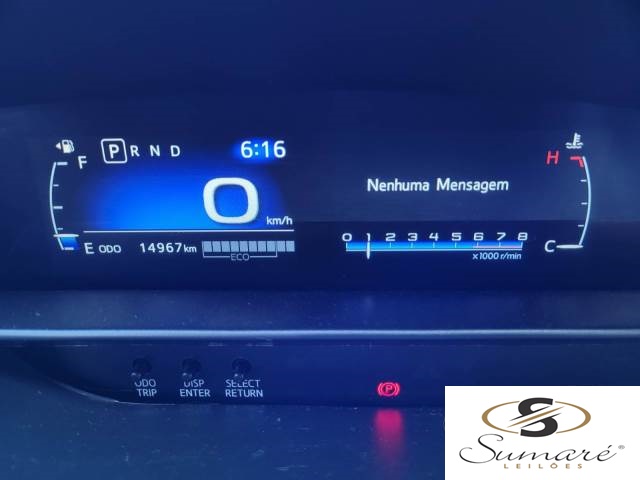 F P R N D 6:16 H
0 km/h
Nenhuma Mensagem
E ODO 14967 km ECO
0 1 2 3 4 5 6 7 8
x1000 r/min
C
ODO TRIP
DISP ENTER
SELECT RETURN
P
S
Sumaré ®
LEILÕES